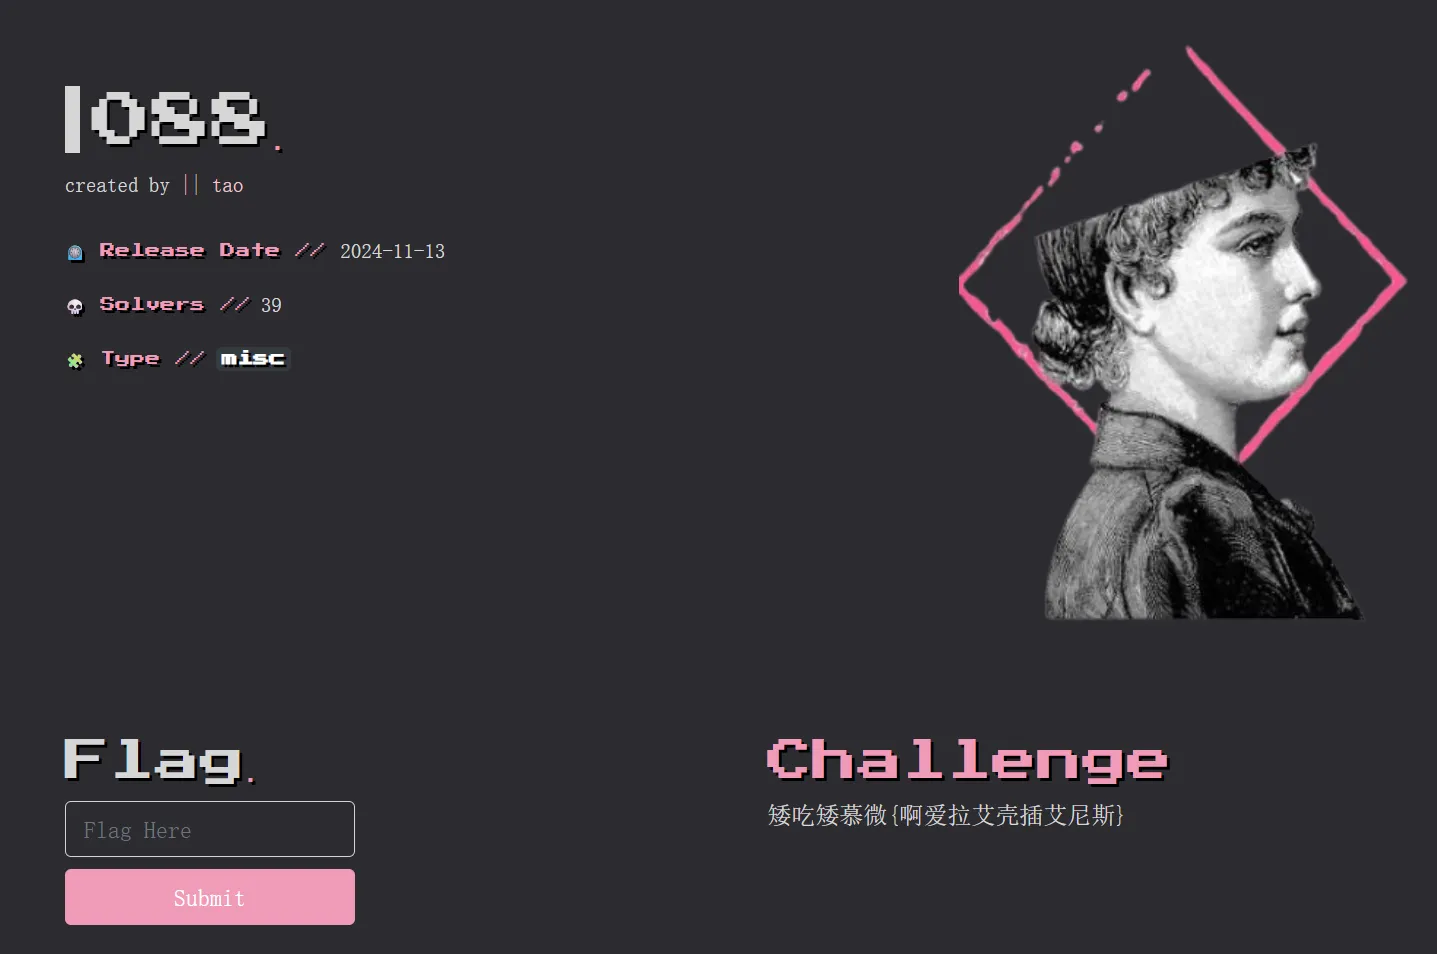 loss.
created by || tao
Release Date // 2024-11-13
Solvers // 39
Type // misc
Flag.
Flag Here
Submit
Challenge
矮吃矮慕微{啊爱拉艾壳插艾尼斯}